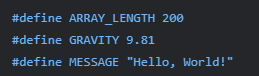 #define ARRAY_LENGTH 200
#define GRAVITY 9.81
#define MESSAGE "Hello, World!"